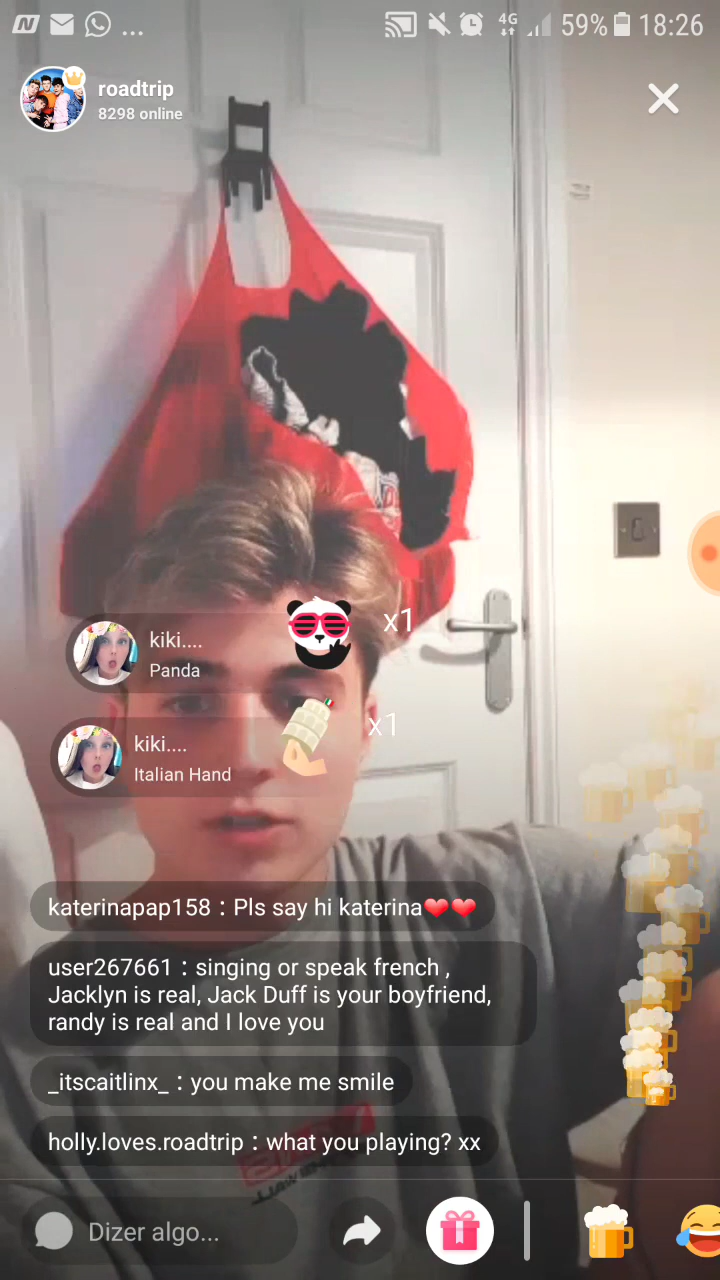 ... 4G 59% 18:26
roadtrip
8298 online
kiki....
Panda
x1
kiki....
Italian Hand
x1
katerinapap158 : Pls say hi katerina❤❤
user267661 : singing or speak french ,
Jacklyn is real, Jack Duff is your boyfriend,
randy is real and I love you
_itscaitlinx_ : you make me smile
holly.loves.roadtrip : what you playing? xx
Dizer algo...